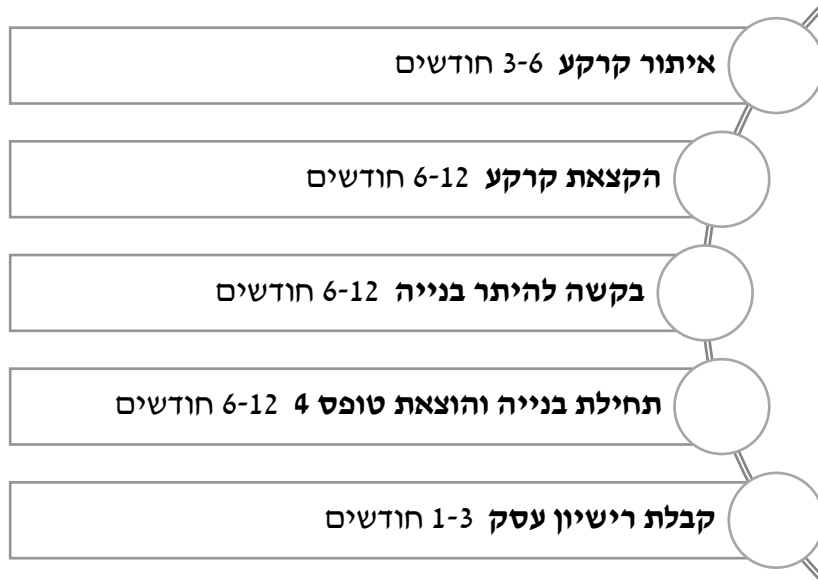 איתור קרקע 3-6 חודשים
הקצאת קרקע 6-12 חודשים
בקשה להיתר בנייה 6-12 חודשים
תחילת בנייה והוצאת טופס 4 6-12 חודשים
קבלת רישיון עסק 1-3 חודשים